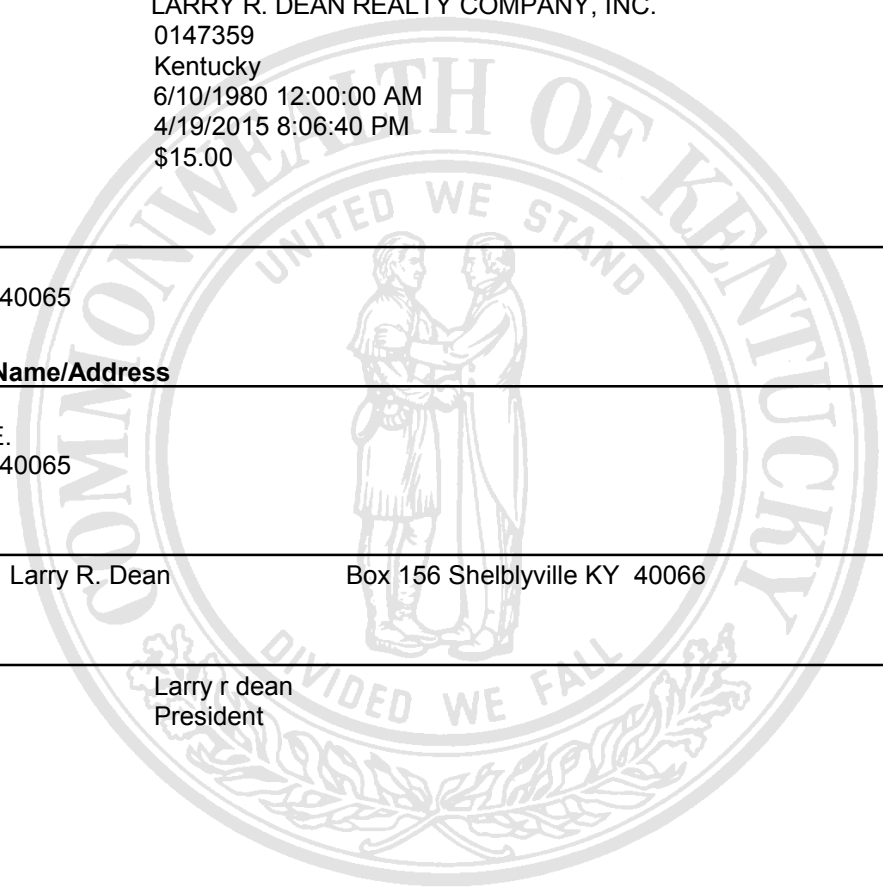 LARRY R. DEAN REALTY COMPANY, INC.
0147359
Kentucky
6/10/1980 12:00:00 AM
4/19/2015 8:06:40 PM
$15.00
40065
Name/Address
E.
40065
Larry R. Dean Box 156 Shelblyville KY 40066
Larry r dean
President
COMMONWEALTH OF KENTUCKY
UNITED WE STAND
DIVIDED WE FALL